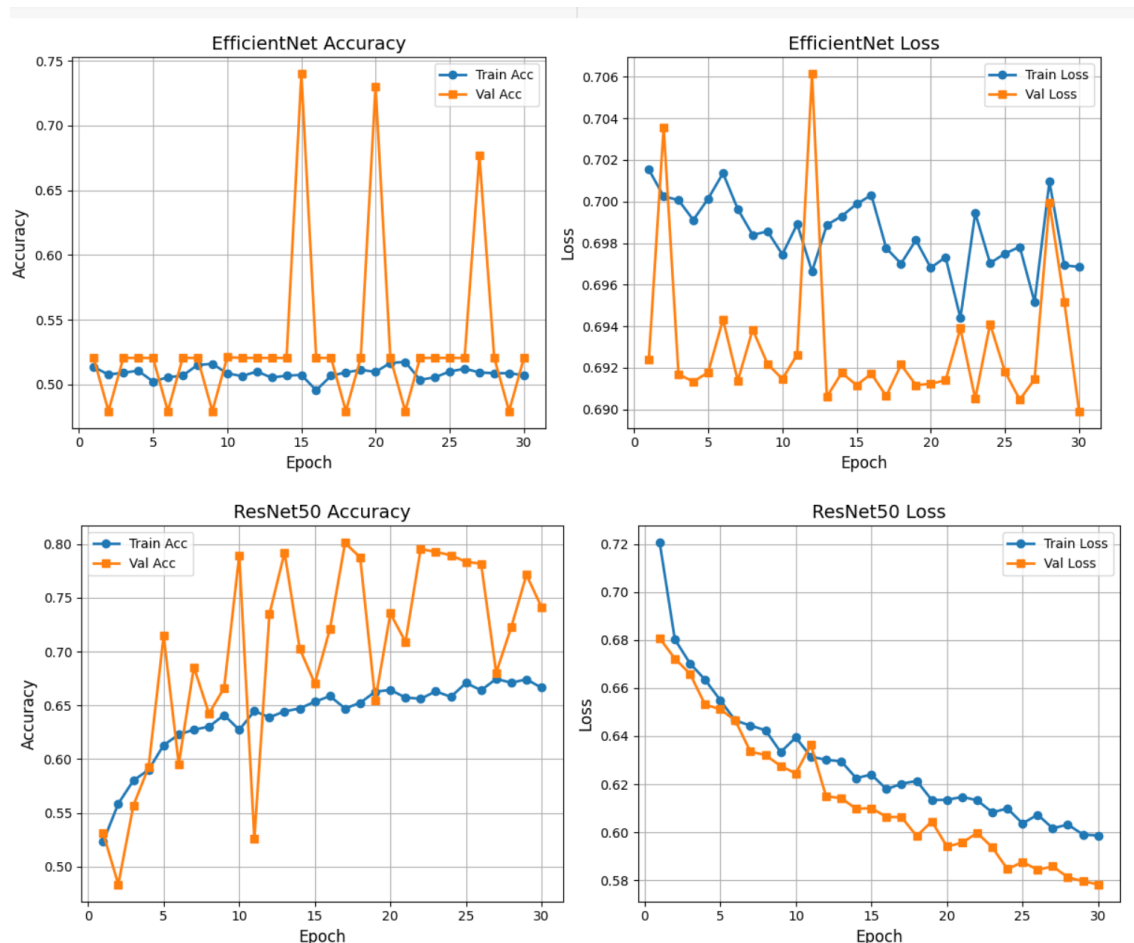 EfficientNet Accuracy
Accuracy
0.75
0.70
0.65
0.60
0.55
0.50
Train Acc
Val Acc
0
5
10
15
20
25
30
Epoch
EfficientNet Loss
Loss
0.706
0.704
0.702
0.700
0.698
0.696
0.694
0.692
0.690
Train Loss
Val Loss
0
5
10
15
20
25
30
Epoch
ResNet50 Accuracy
Accuracy
0.80
0.75
0.70
0.65
0.60
0.55
0.50
Train Acc
Val Acc
0
5
10
15
20
25
30
Epoch
ResNet50 Loss
Loss
0.72
0.70
0.68
0.66
0.64
0.62
0.60
0.58
Train Loss
Val Loss
0
5
10
15
20
25
30
Epoch